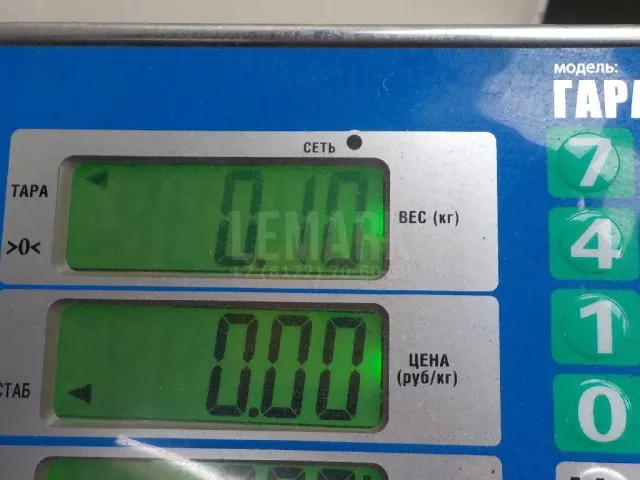 модель:
ГАРА
СЕТЬ
ТАРА
0.10
ВЕС (кг)
>0<
LEMAR
СТАБ
0.00
ЦЕНА
(руб/кг)
7
4
1
0